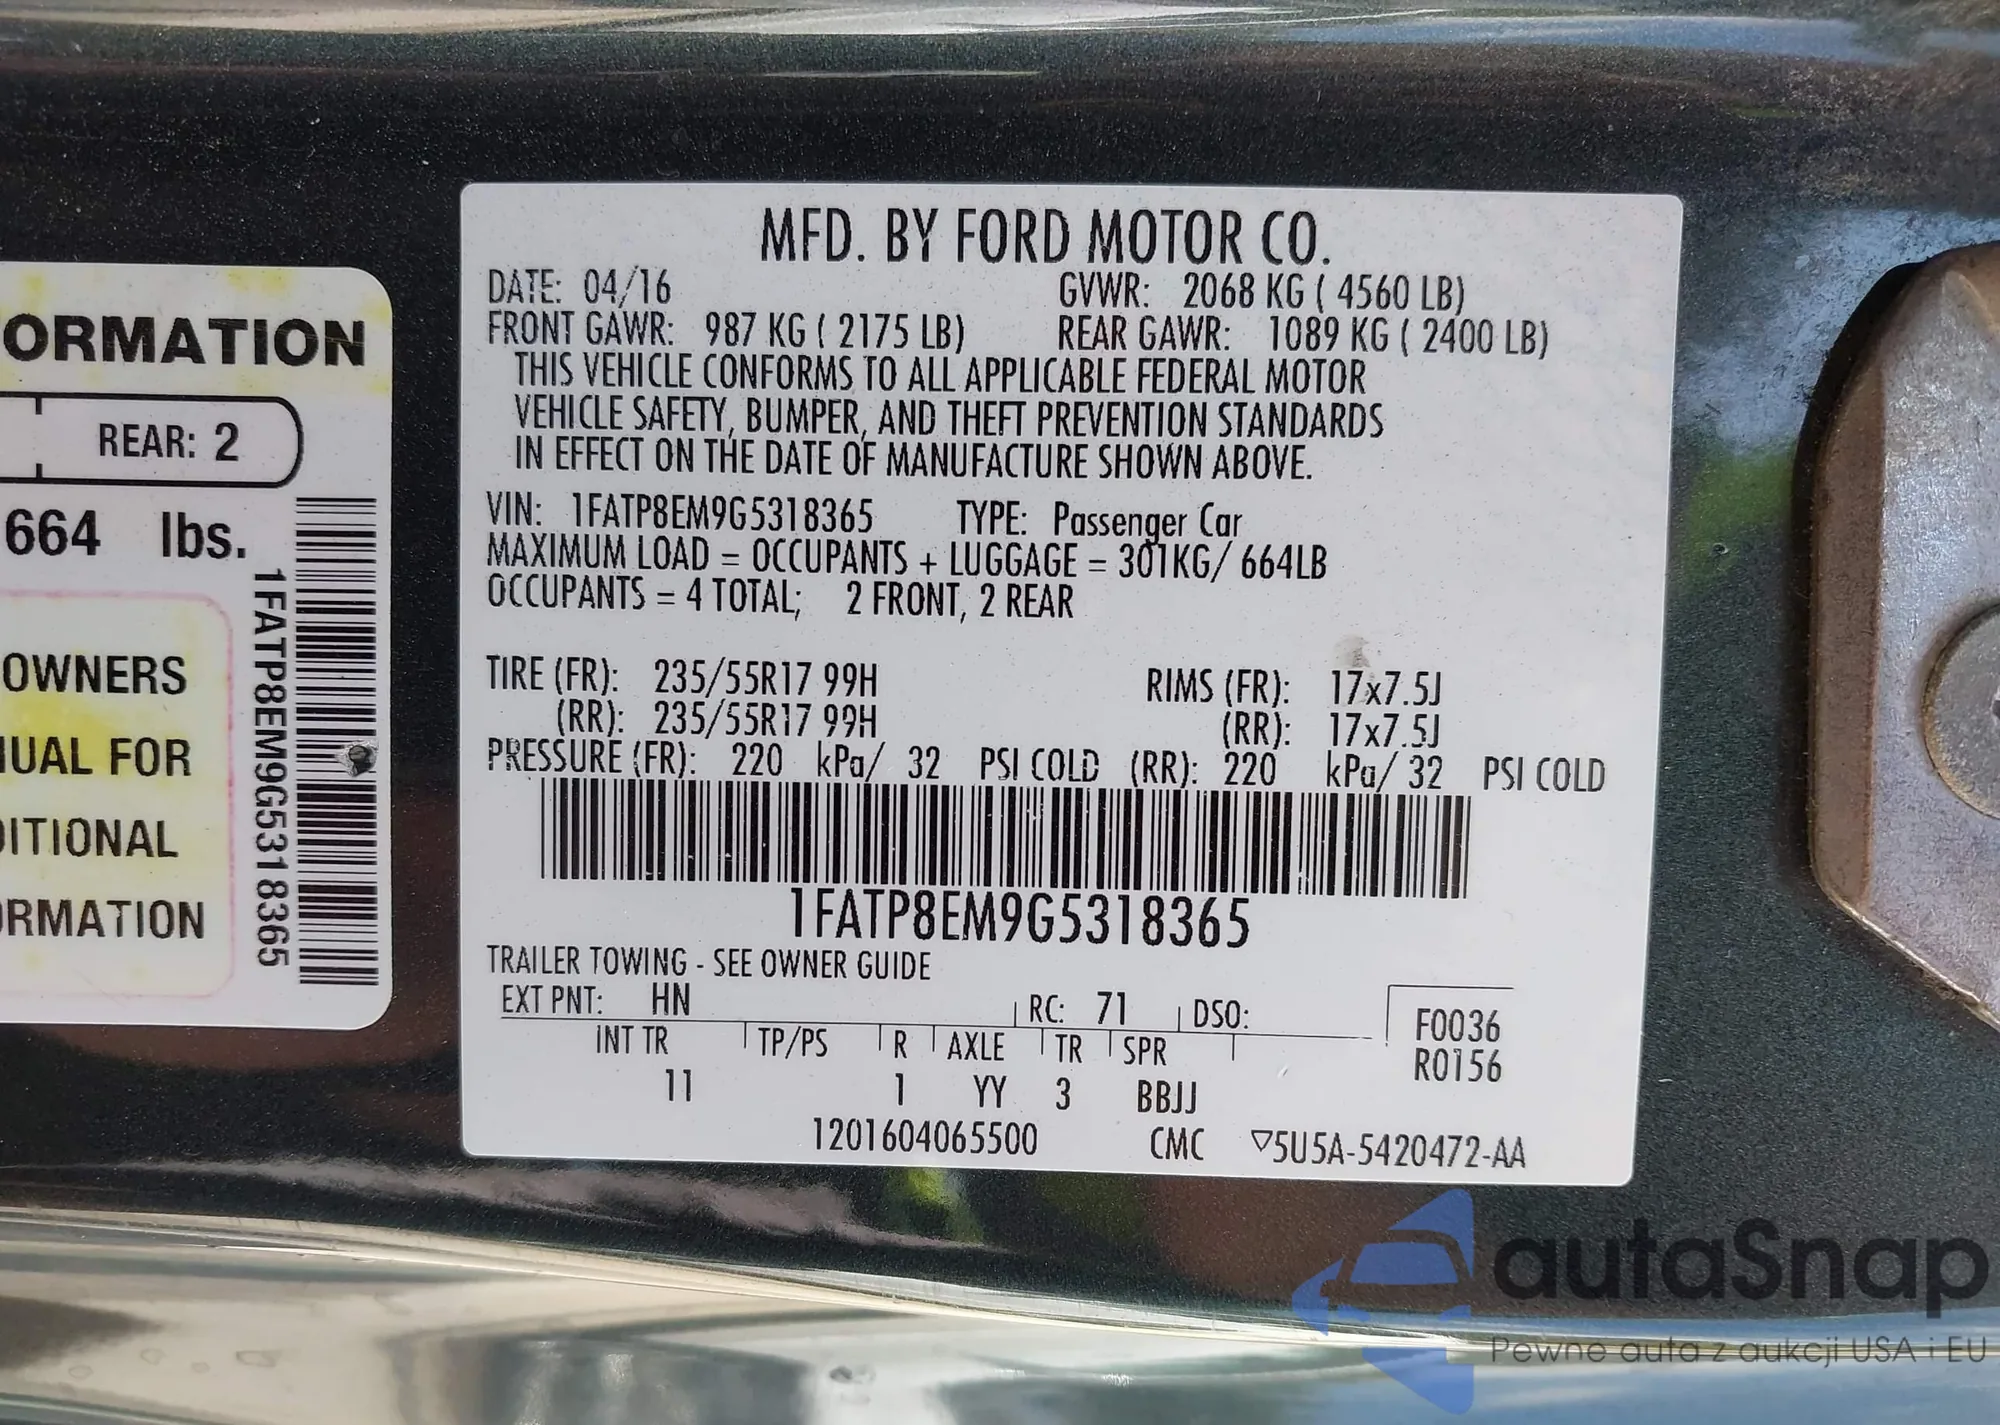 ORMATION
REAR: 2
664 lbs.
1FATP8EM9G5318365
OWNERS
UAL FOR
DITIONAL
ORMATION
MFD. BY FORD MOTOR CO.
DATE: 04/16 GVWR: 2068 KG ( 4560 LB)
FRONT GAWR: 987 KG ( 2175 LB) REAR GAWR: 1089 KG ( 2400 LB)
THIS VEHICLE CONFORMS TO ALL APPLICABLE FEDERAL MOTOR
VEHICLE SAFETY, BUMPER, AND THEFT PREVENTION STANDARDS
IN EFFECT ON THE DATE OF MANUFACTURE SHOWN ABOVE.
VIN: 1FATP8EM9G5318365 TYPE: Passenger Car
MAXIMUM LOAD = OCCUPANTS + LUGGAGE = 301KG/ 664LB
OCCUPANTS = 4 TOTAL; 2 FRONT, 2 REAR
TIRE (FR): 235/55R17 99H RIMS (FR): 17x7.5J
(RR): 235/55R17 99H (RR): 17x7.5J
PRESSURE (FR): 220 kPa/ 32 PSI COLD (RR): 220 kPa/ 32 PSI COLD
1FATP8EM9G5318365
TRAILER TOWING - SEE OWNER GUIDE
EXT PNT: HN RC: 71 DSO: F0036
INT TR TP/PS R AXLE TR SPR R0156
11 1 YY 3 BBJJ
1201604065500 CMC ▽5U5A-5420472-AA
autaSnap
Pewne auta z aukcji USA i EU